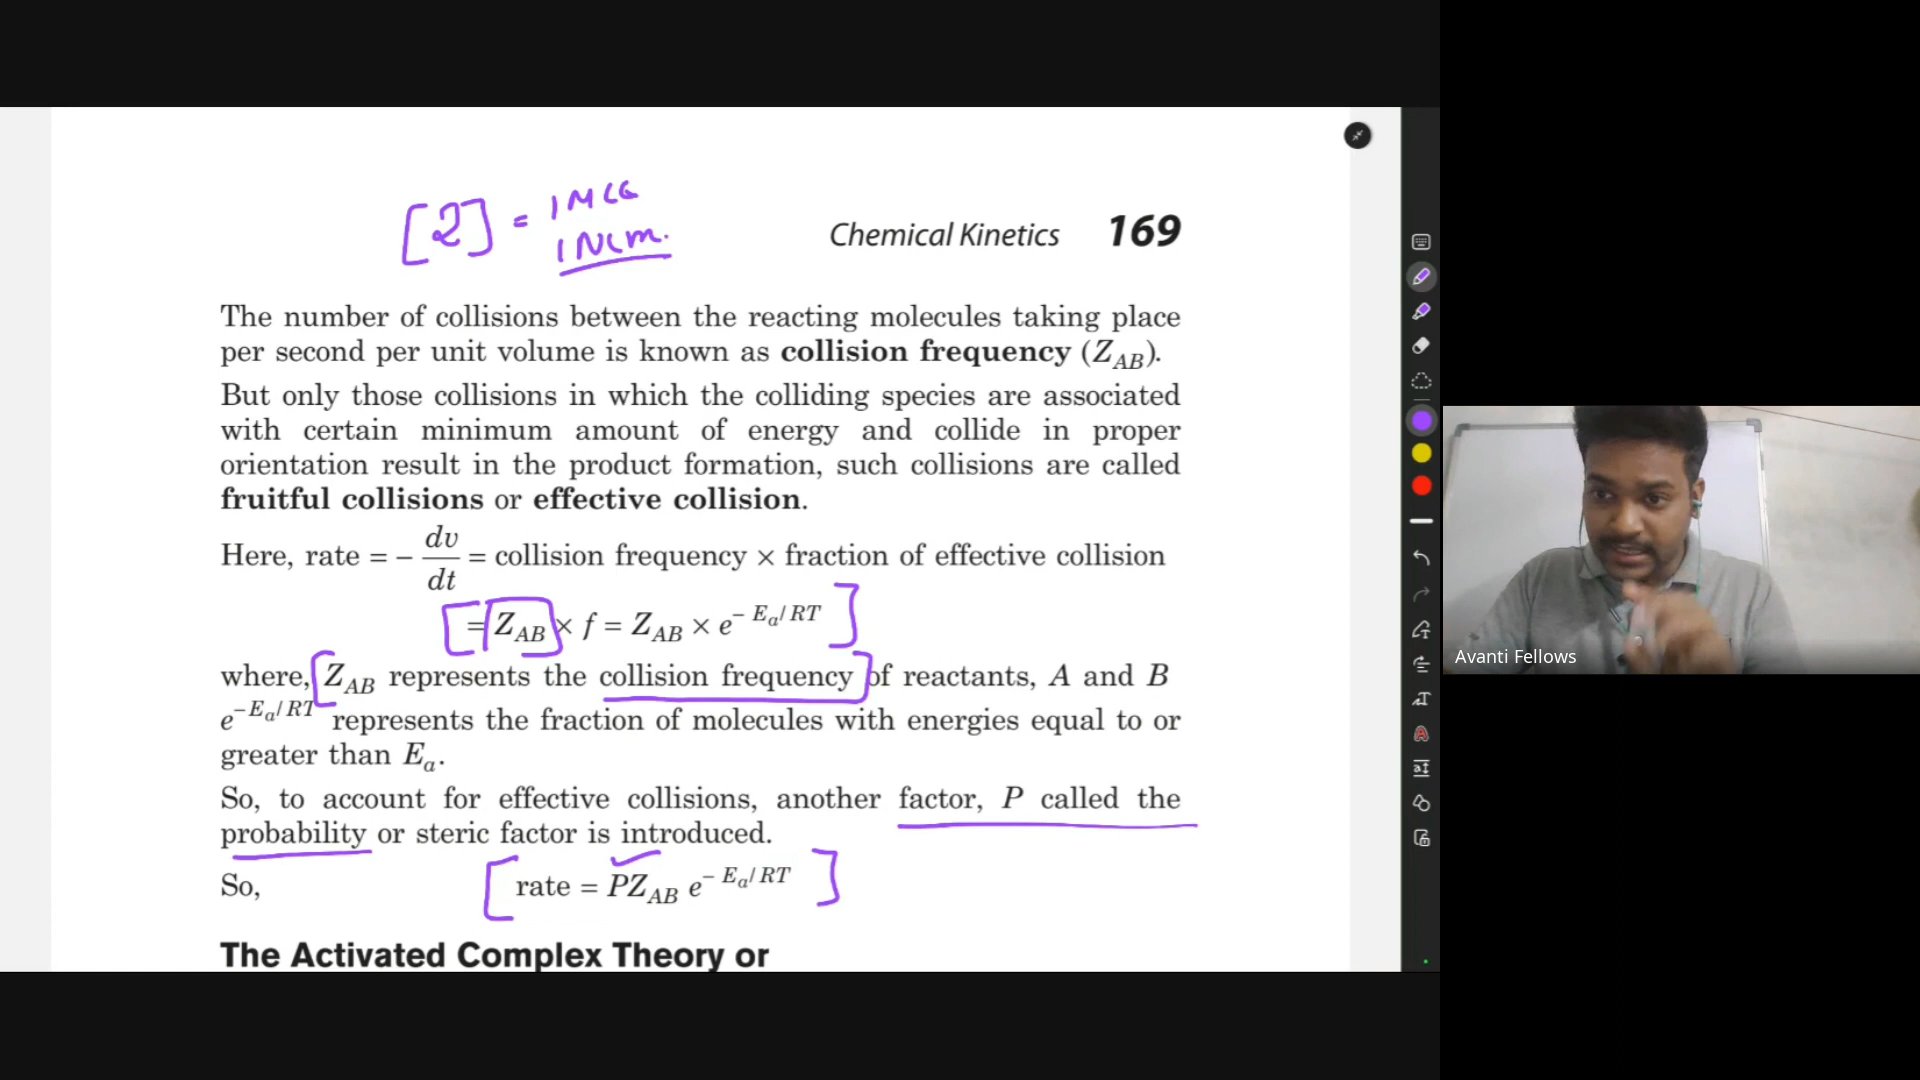 [2] = 1 MCQ
1 NCm.
Chemical Kinetics 169
The number of collisions between the reacting molecules taking place
per second per unit volume is known as collision frequency (Z_AB).
But only those collisions in which the colliding species are associated
with certain minimum amount of energy and collide in proper
orientation result in the product formation, such collisions are called
fruitful collisions or effective collision.
Here, rate = − dv/dt = collision frequency × fraction of effective collision
[= Z_AB × f = Z_AB × e^(− E_a/RT)]
where, [Z_AB represents the collision frequency] of reactants, A and B
e^(−E_a/RT) represents the fraction of molecules with energies equal to or
greater than E_a.
So, to account for effective collisions, another factor, P called the
probability or steric factor is introduced.
So, [rate = PZ_AB e^(− E_a/RT)]
The Activated Complex Theory or
Avanti Fellows